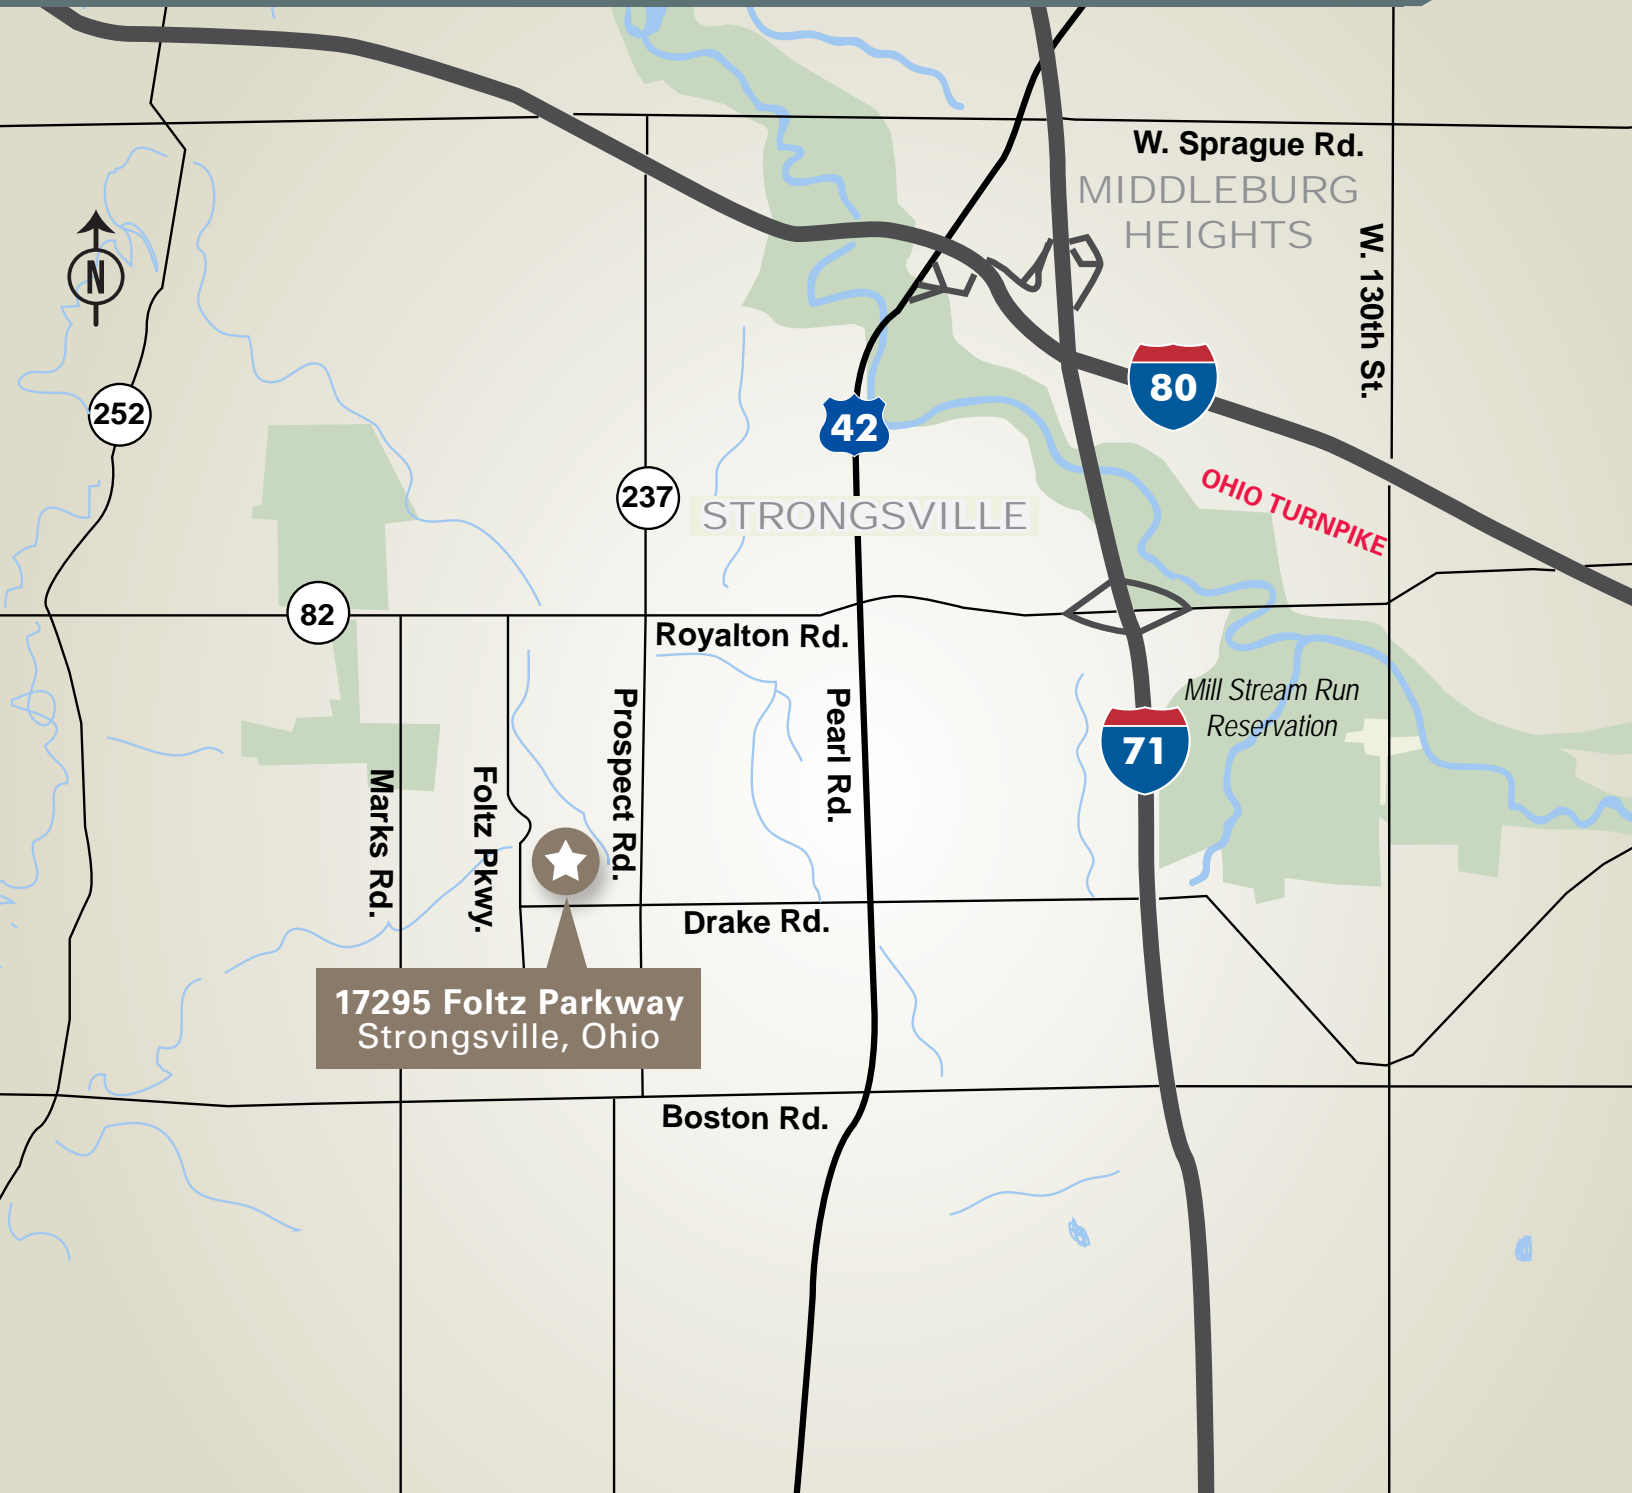 W. Sprague Rd.
MIDDLEBURG
HEIGHTS
W. 130th St.
N
252
80
42
237
STRONGSVILLE
OHIO TURNPIKE
82
Royalton Rd.
Mill Stream Run
Reservation
71
Prospect Rd.
Pearl Rd.
Marks Rd.
Foltz Pkwy.
Drake Rd.
17295 Foltz Parkway
Strongsville, Ohio
Boston Rd.